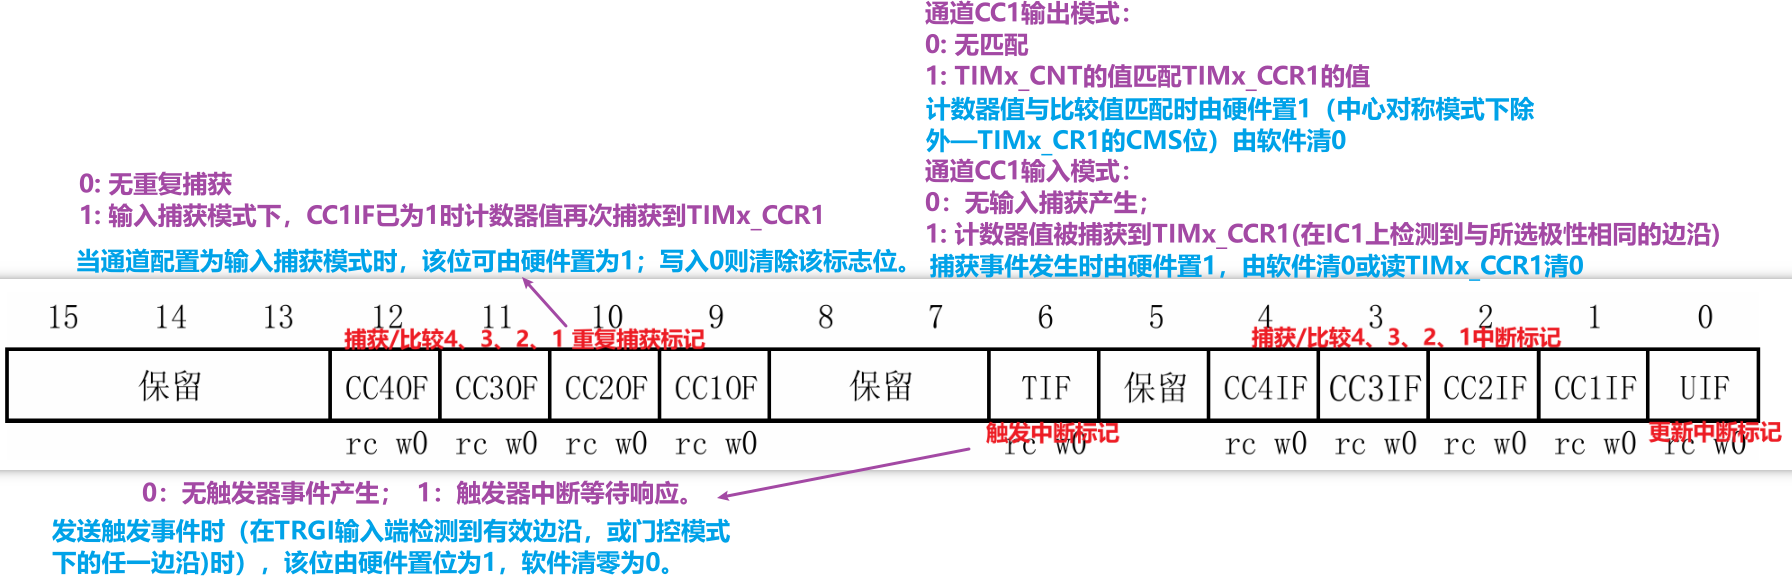 通道CC1输出模式：
0: 无匹配
1: TIMx_CNT的值匹配TIMx_CCR1的值
计数器值与比较值匹配时由硬件置1（中心对称模式下除
外—TIMx_CR1的CMS位）由软件清0
通道CC1输入模式：
0：无输入捕获产生；
1: 计数器值被捕获到TIMx_CCR1(在IC1上检测到与所选极性相同的边沿)
捕获事件发生时由硬件置1，由软件清0或读TIMx_CCR1清0
0: 无重复捕获
1: 输入捕获模式下，CC1IF已为1时计数器值再次捕获到TIMx_CCR1
当通道配置为输入捕获模式时，该位可由硬件置为1；写入0则清除该标志位。
15 14 13 12 11 10 9 8 7 6 5 4 3 2 1 0
捕获/比较4、3、2、1 重复捕获标记 捕获/比较4、3、2、1中断标记
保留 CC4OF CC3OF CC2OF CC1OF 保留 TIF 保留 CC4IF CC3IF CC2IF CC1IF UIF
触发中断标记 更新中断标记
rc w0 rc w0 rc w0 rc w0 rc w0 rc w0 rc w0 rc w0 rc w0 rc w0
0：无触发器事件产生； 1：触发器中断等待响应。
发送触发事件时（在TRGI输入端检测到有效边沿，或门控模式
下的任一边沿)时），该位由硬件置位为1，软件清零为0。